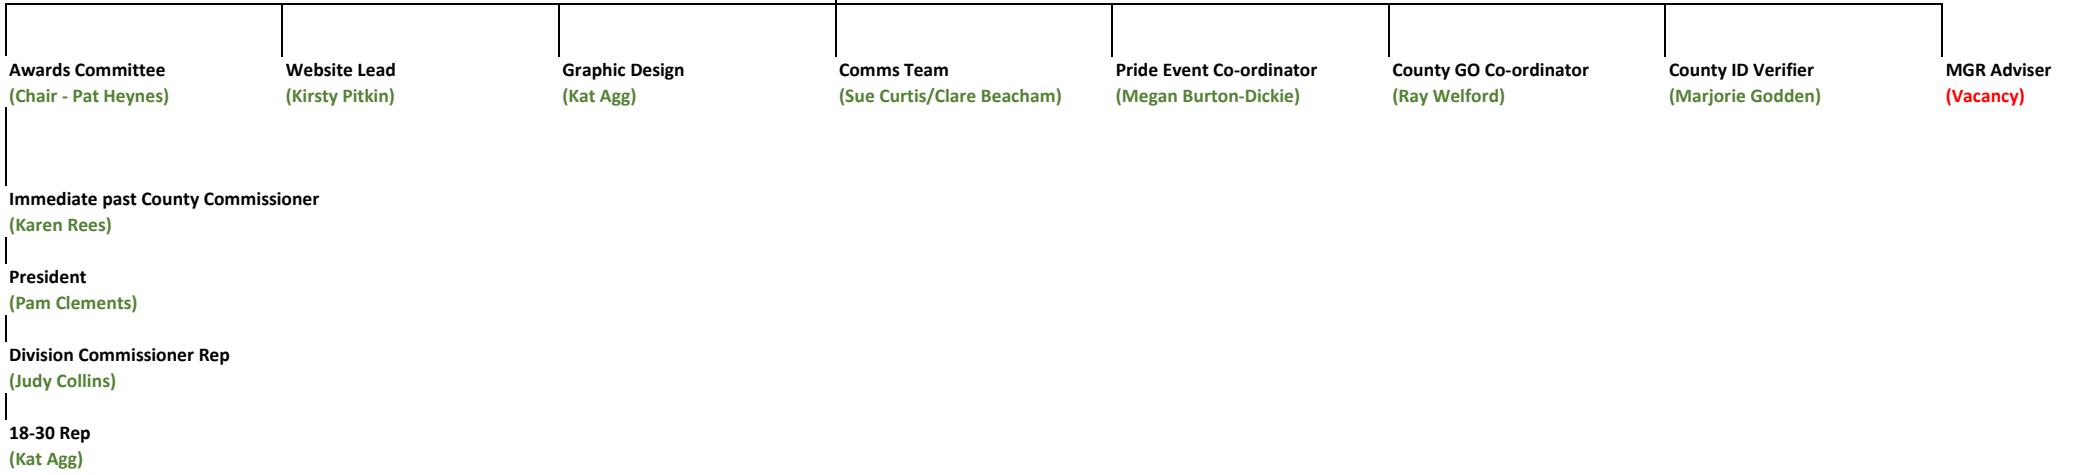 Awards Committee
(Chair - Pat Heynes)
Website Lead
(Kirsty Pitkin)
Graphic Design
(Kat Agg)
Comms Team
(Sue Curtis/Clare Beacham)
Pride Event Co-ordinator
(Megan Burton-Dickie)
County GO Co-ordinator
(Ray Welford)
County ID Verifier
(Marjorie Godden)
MGR Adviser
(Vacancy)
Immediate past County Commissioner
(Karen Rees)
President
(Pam Clements)
Division Commissioner Rep
(Judy Collins)
18-30 Rep
(Kat Agg)